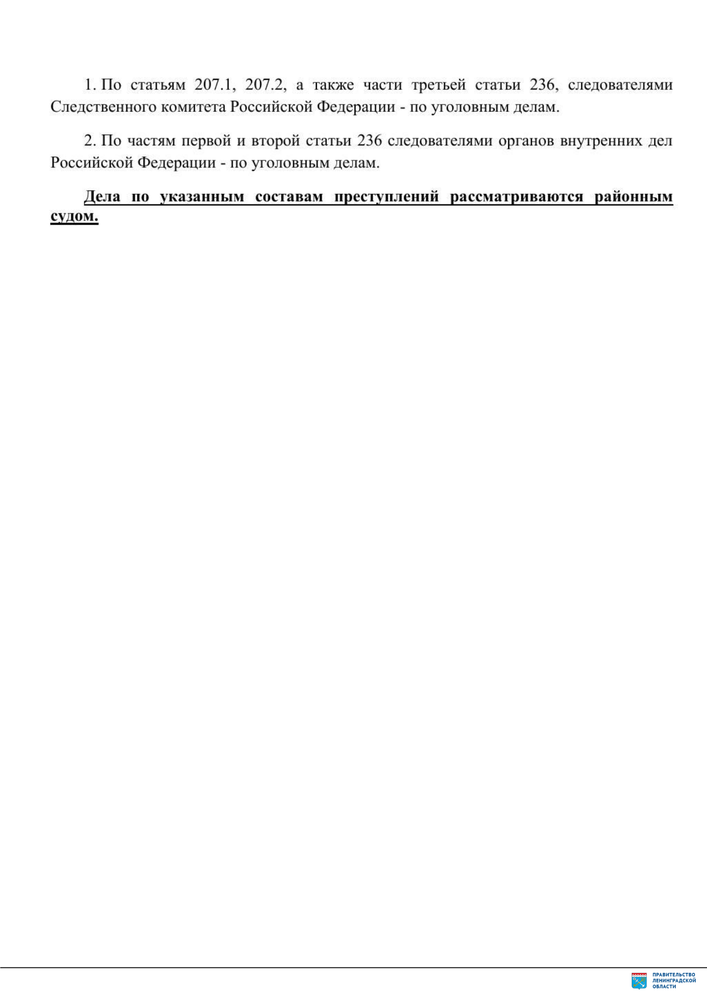 1. По статьям 207.1, 207.2, а также части третьей статьи 236, следователями
Следственного комитета Российской Федерации - по уголовным делам.
2. По частям первой и второй статьи 236 следователями органов внутренних дел
Российской Федерации - по уголовным делам.
Дела по указанным составам преступлений рассматриваются районным
судом.
ПРАВИТЕЛЬСТВО
ЛЕНИНГРАДСКОЙ
ОБЛАСТИ